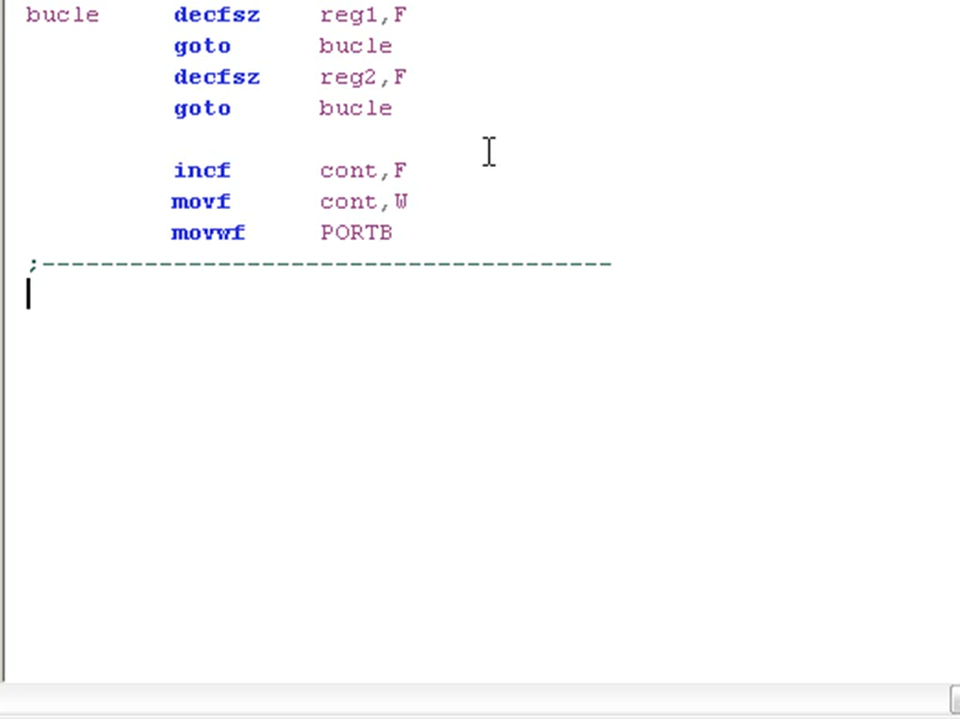 bucle decfsz reg1,F
goto bucle
decfsz reg2,F
goto bucle
incf cont,F
movf cont,W
movwf PORTB
;---------------------------------------